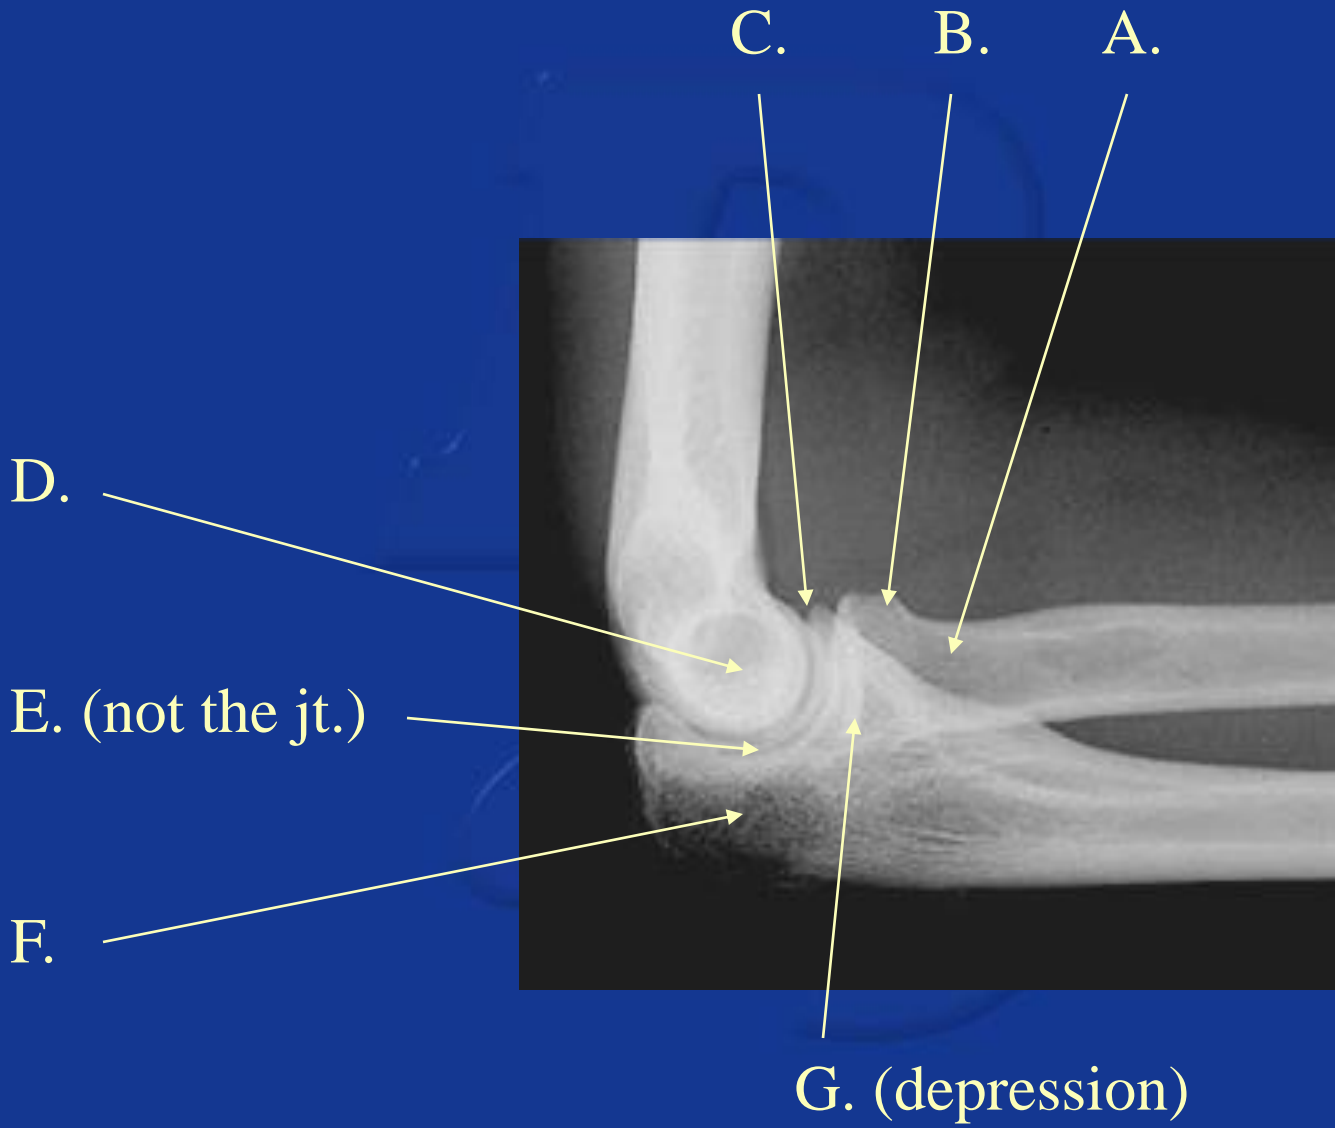 C. B. A.
D.
E. (not the jt.)
F.
G. (depression)